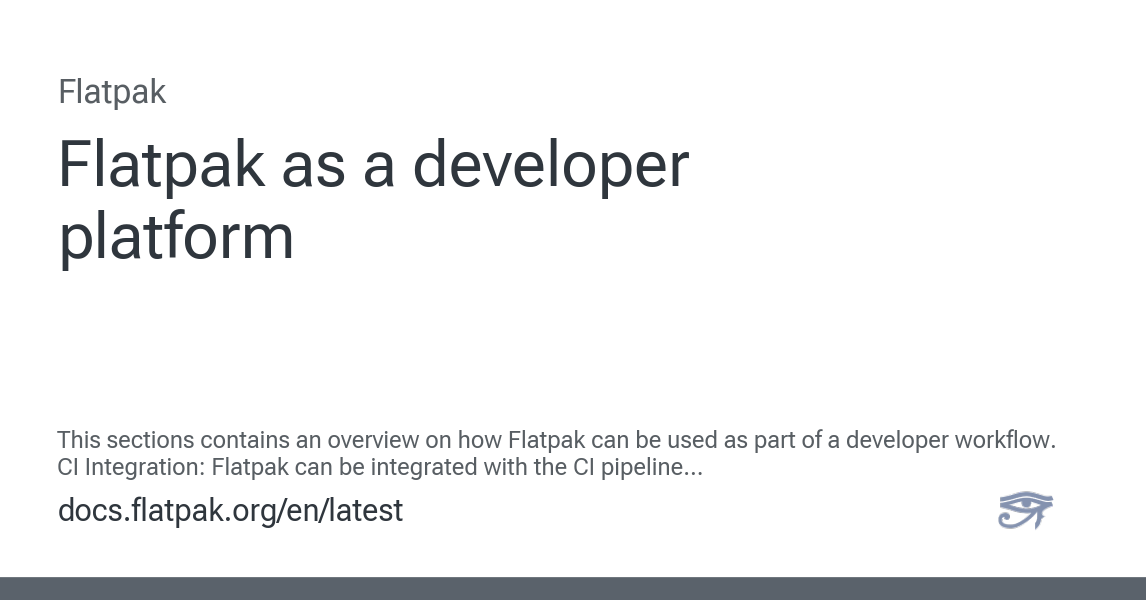 Flatpak
Flatpak as a developer
platform
This sections contains an overview on how Flatpak can be used as part of a developer workflow.
CI Integration: Flatpak can be integrated with the CI pipeline...
docs.flatpak.org/en/latest